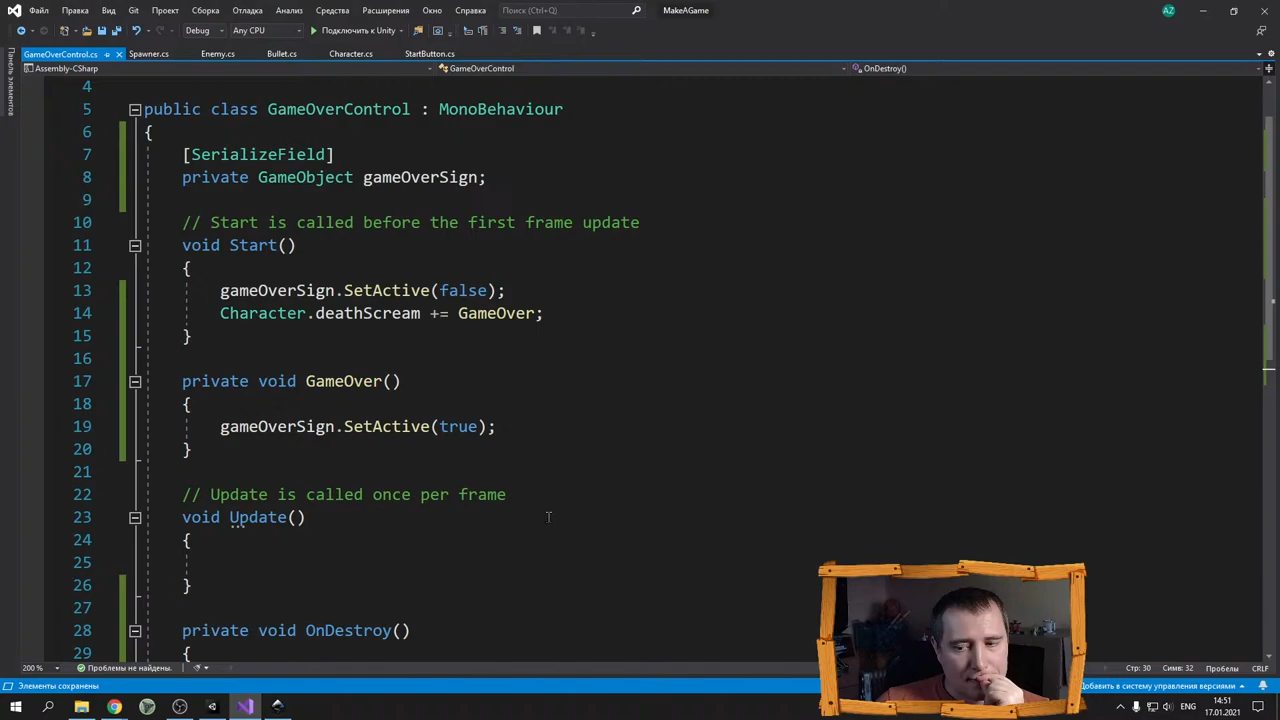 Файл Правка Вид Git Проект Сборка Отладка Анализ Средства Расширения Окно Справка Поиск (Ctrl+Q) MakeAGame AZ
Debug Any CPU Подключить к Unity
GameOverControl.cs Spawner.cs Enemy.cs Bullet.cs Character.cs StartButton.cs
Assembly-CSharp GameOverControl OnDestroy()
Панель элементов
4
5 public class GameOverControl : MonoBehaviour
6 {
7 [SerializeField]
8 private GameObject gameOverSign;
9
10 // Start is called before the first frame update
11 void Start()
12 {
13 gameOverSign.SetActive(false);
14 Character.deathScream += GameOver;
15 }
16
17 private void GameOver()
18 {
19 gameOverSign.SetActive(true);
20 }
21
22 // Update is called once per frame
23 void Update()
24 {
25
26 }
27
28 private void OnDestroy()
29 {
200 % Проблемы не найдены. Стр: 30 Симв: 32 Пробелы CRLF
Элементы сохранены Добавить в систему управления версиями
ENG 14:51
17.01.2021